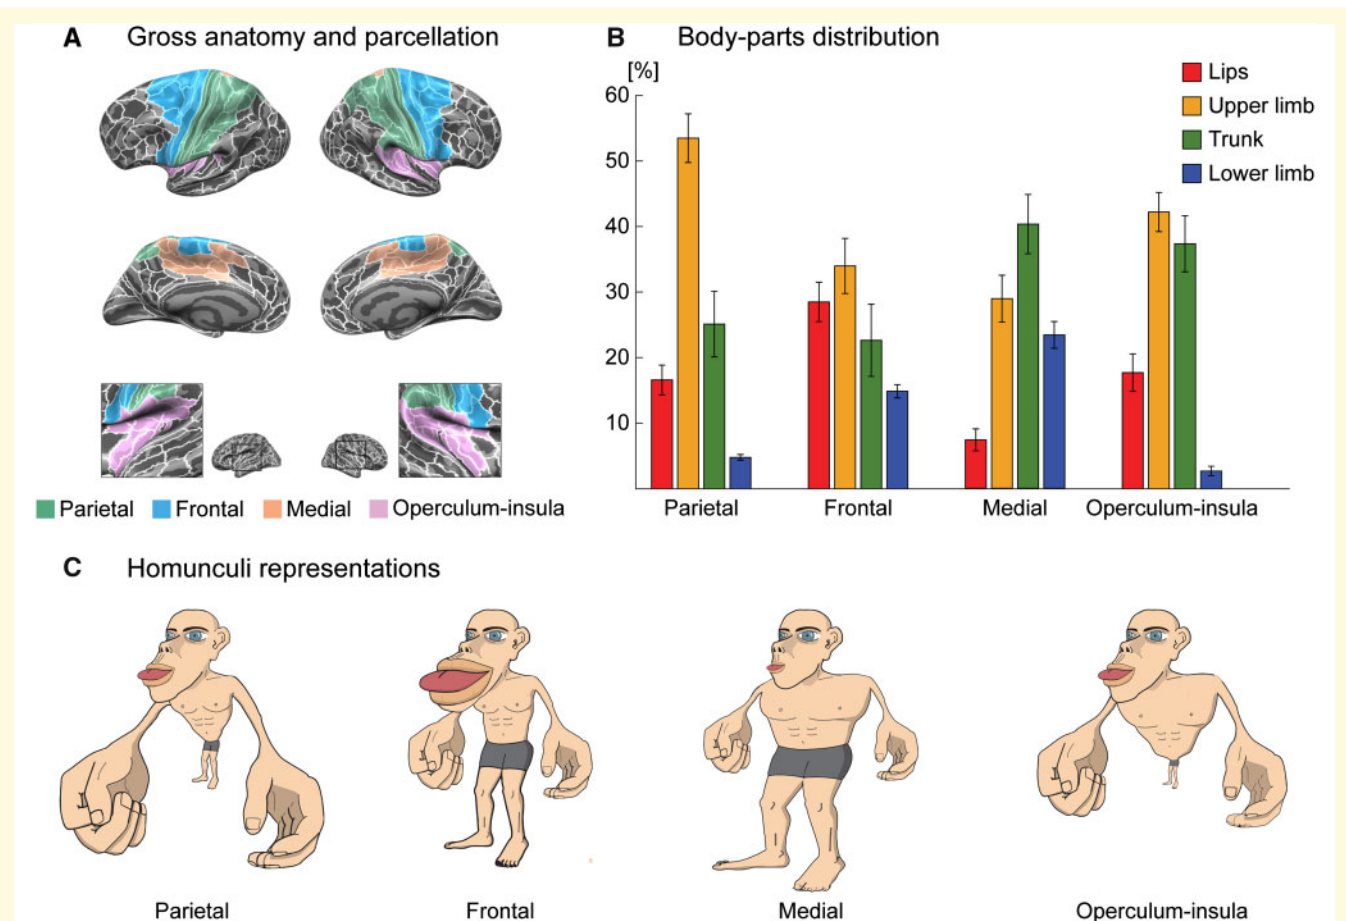 A Gross anatomy and parcellation
Parietal Frontal Medial Operculum-insula
B Body-parts distribution
[%]
60
50
40
30
20
10
Lips
Upper limb
Trunk
Lower limb
Parietal Frontal Medial Operculum-insula
C Homunculi representations
Parietal Frontal Medial Operculum-insula